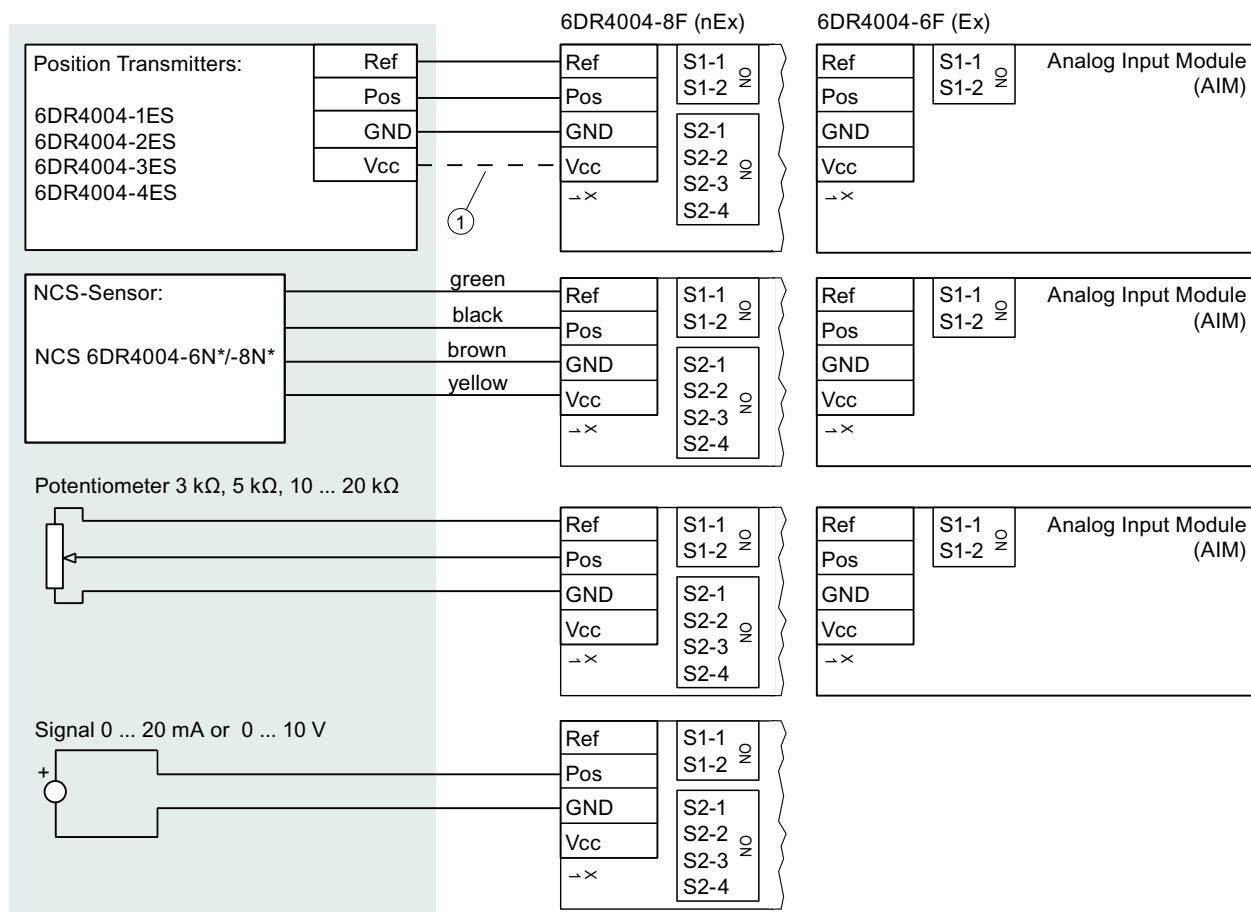 6DR4004-8F (nEx)
6DR4004-6F (Ex)
Position Transmitters:
6DR4004-1ES
6DR4004-2ES
6DR4004-3ES
6DR4004-4ES
Ref
Pos
GND
Vcc
1
Ref
Pos
GND
Vcc
X
1
S1-1
S1-2
ON
S2-1
S2-2
S2-3
S2-4
ON
Ref
Pos
GND
Vcc
X
1
S1-1
S1-2
ON
Analog Input Module
(AIM)
NCS-Sensor:
NCS 6DR4004-6N*/-8N*
green
black
brown
yellow
Ref
Pos
GND
Vcc
X
1
S1-1
S1-2
ON
S2-1
S2-2
S2-3
S2-4
ON
Ref
Pos
GND
Vcc
X
1
S1-1
S1-2
ON
Analog Input Module
(AIM)
Potentiometer 3 kΩ, 5 kΩ, 10 ... 20 kΩ
Ref
Pos
GND
Vcc
X
1
S1-1
S1-2
ON
S2-1
S2-2
S2-3
S2-4
ON
Ref
Pos
GND
Vcc
X
1
S1-1
S1-2
ON
Analog Input Module
(AIM)
Signal 0 ... 20 mA or 0 ... 10 V
+
Ref
Pos
GND
Vcc
X
1
S1-1
S1-2
ON
S2-1
S2-2
S2-3
S2-4
ON